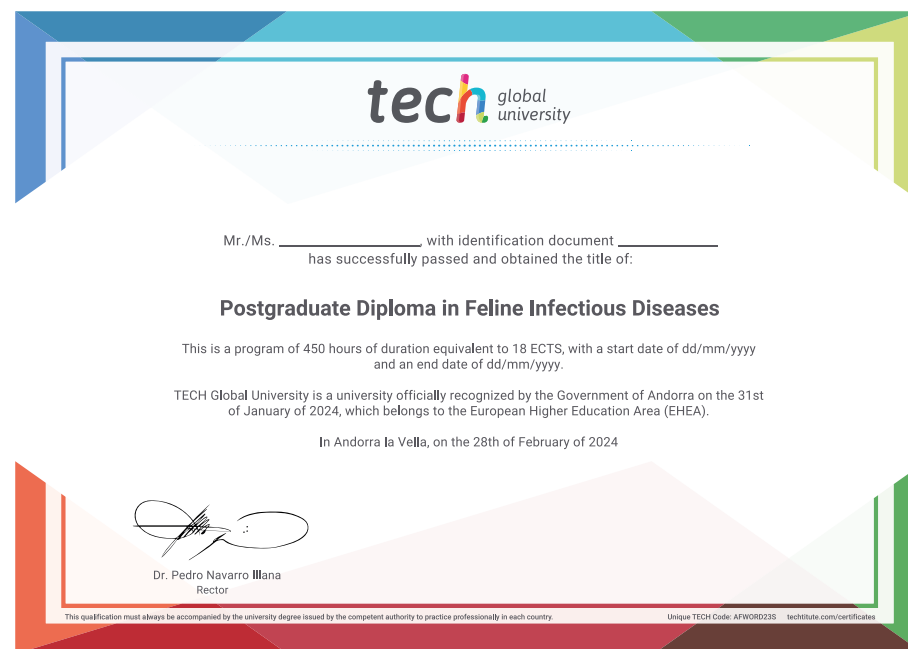 tech global university
Mr./Ms. ____________, with identification document ____________
has successfully passed and obtained the title of:
Postgraduate Diploma in Feline Infectious Diseases
This is a program of 450 hours of duration equivalent to 18 ECTS, with a start date of dd/mm/yyyy
and an end date of dd/mm/yyyy.
TECH Global University is a university officially recognized by the Government of Andorra on the 31st
of January of 2024, which belongs to the European Higher Education Area (EHEA).
In Andorra la Vella, on the 28th of February of 2024
Dr. Pedro Navarro Illana
Rector
This qualification must always be accompanied by the university degree issued by the competent authority to practice professionally in each country. Unique TECH Code: AFWORD23S techtitute.com/certificates